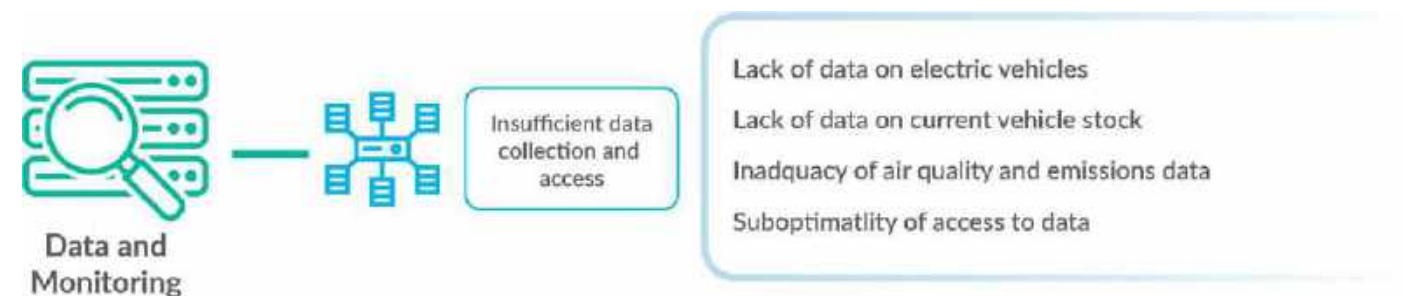 Data and
Monitoring
Insufficient data
collection and
access
Lack of data on electric vehicles
Lack of data on current vehicle stock
Inadquacy of air quality and emissions data
Suboptimatlity of access to data